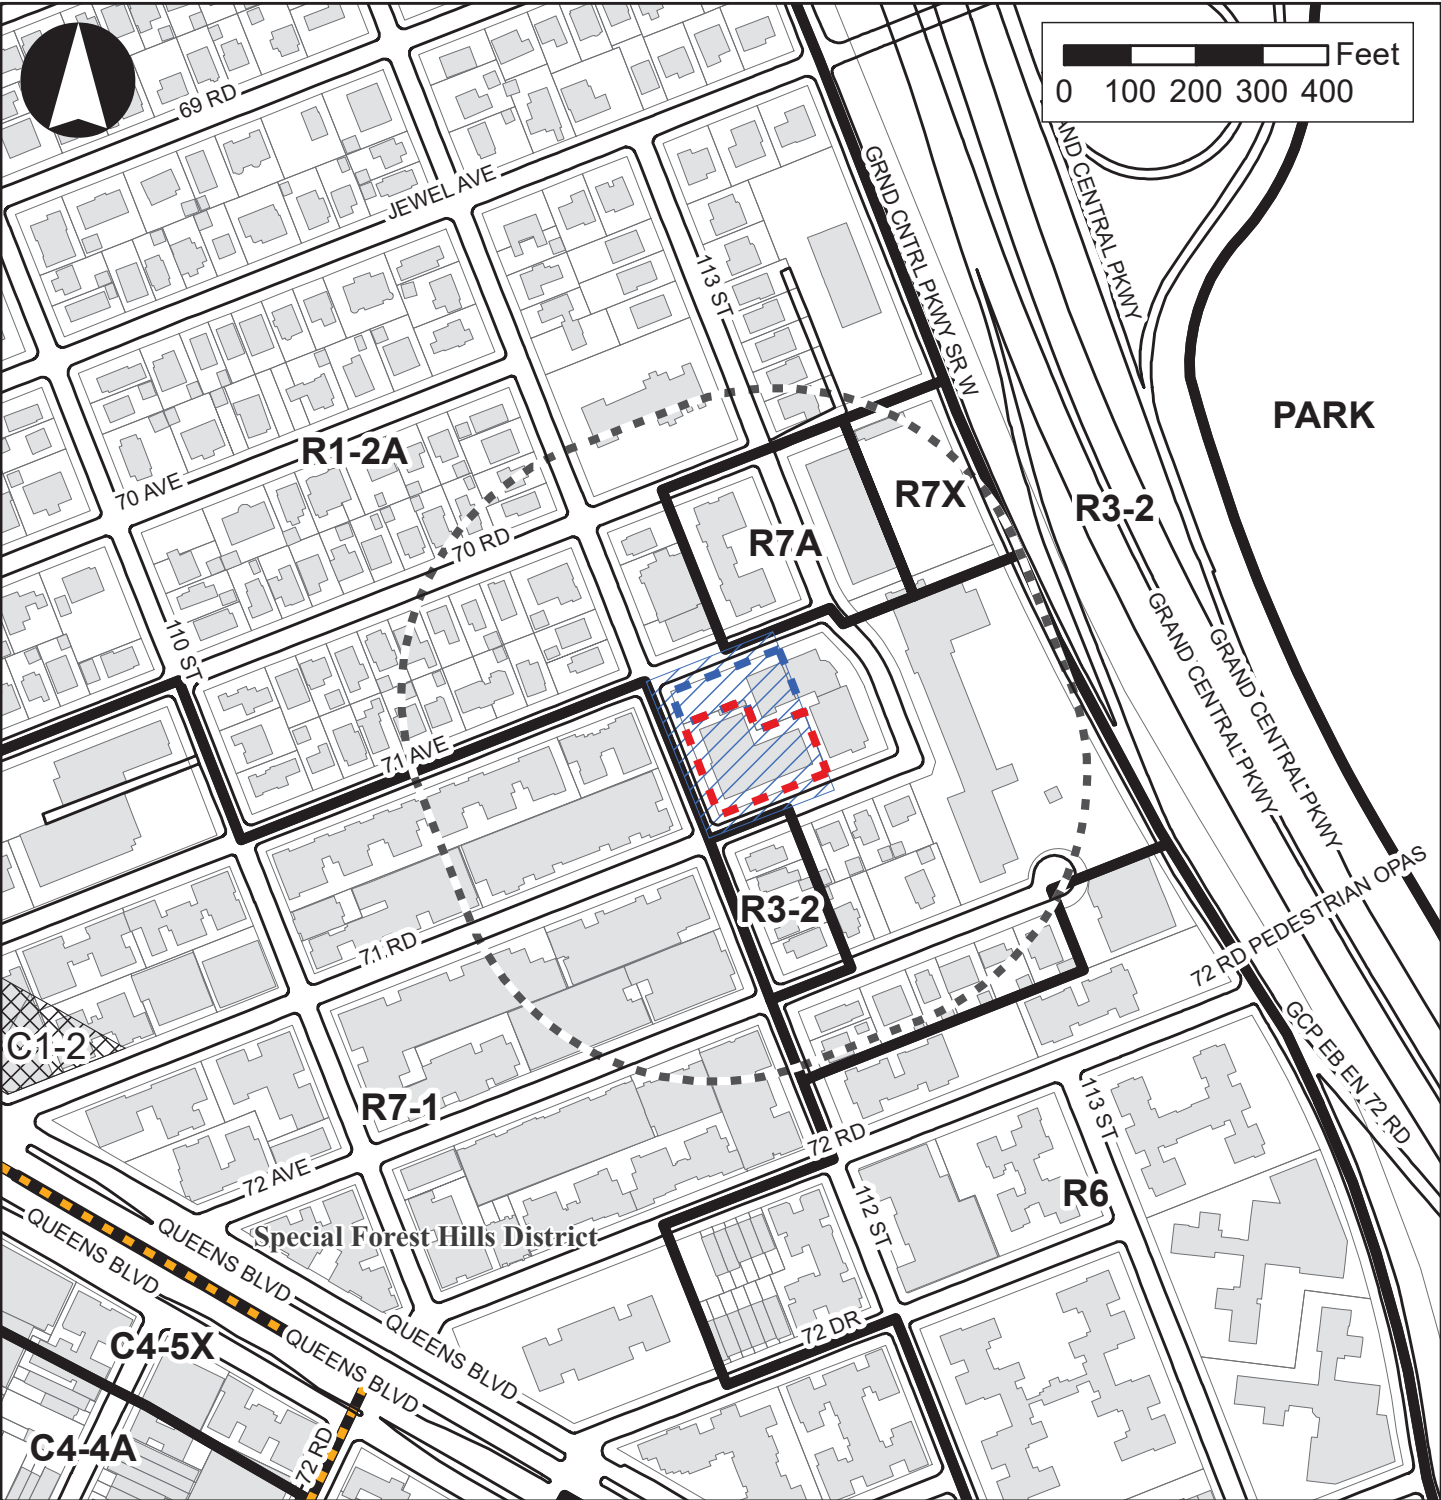 Feet
0 100 200 300 400
69 RD
JEWEL AVE
GRND CNTRL PKWY SR W
AND CENTRAL PKWY
113 ST
PARK
R1-2A
70 AVE
R7X
R3-2
R7A
70 RD
110 ST
GRAND CENTRAL PKWY
GRAND CENTRAL PKWY
71 AVE
R3-2
72 RD PEDESTRIAN OPAS
71 RD
C1-2
GCP EB EN 72 RD
R7-1
113 ST
72 RD
72 AVE
R6
112 ST
QUEENS BLVD
QUEENS BLVD
Special Forest Hills District
QUEENS BLVD
QUEENS BLVD
72 DR
C4-5X
C4-4A
72 RD